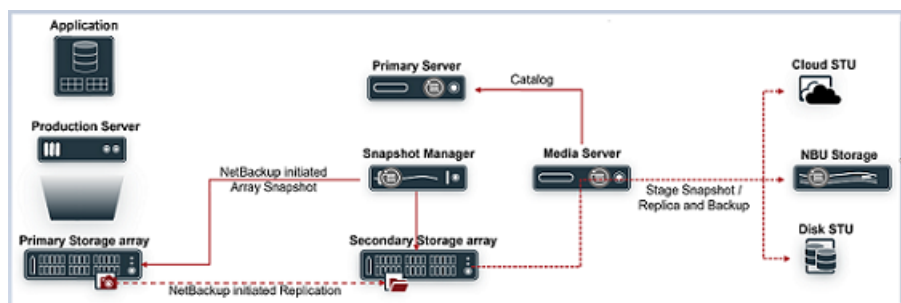 Application
Production Server
Primary Storage array
NetBackup initiated
Array Snapshot
NetBackup initiated Replication
Primary Server
Catalog
Snapshot Manager
Secondary Storage array
Media Server
Stage Snapshot /
Replica and Backup
Cloud STU
NBU Storage
Disk STU